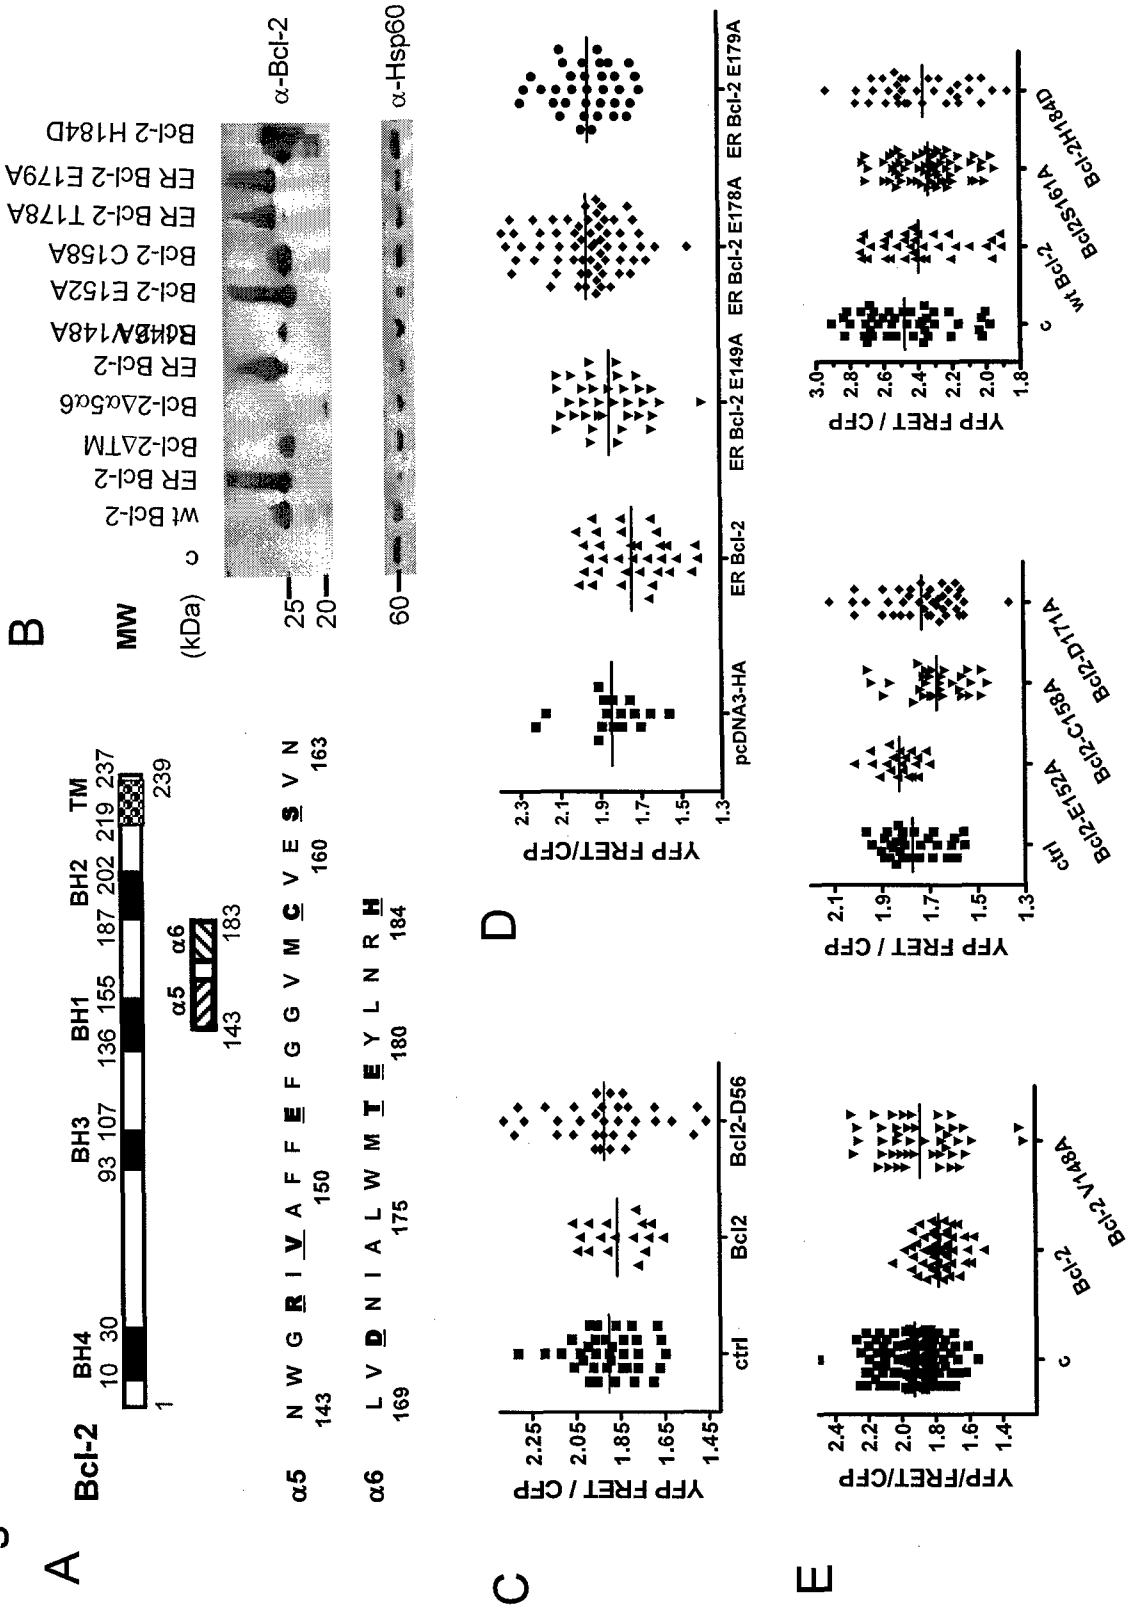 A
Bcl-2
BH4 BH3 BH1 BH2 TM
10 30 93 107 136 155 187 202 219 237
1 239
α5 α6
143 183
α5 N W G R I V A F F E F G G V M C V E S V N
143 150 160 163
α6 L V D N I A L W M T E Y L N R H
169 175 180 184
B
MW
(kDa)
c
wt Bcl-2
ER Bcl-2
Bcl-2ΔTM
Bcl-2Δα5α6
ER Bcl-2
V148A
Bcl-2 E152A
Bcl-2 C158A
ER Bcl-2 T178A
ER Bcl-2 E179A
Bcl-2 H184D
25
20
α-Bcl-2
60
α-Hsp60
C
YFP FRET / CFP
2.25
2.05
1.85
1.65
1.45
ctrl Bcl2 Bcl2-D56
D
YFP FRET/CFP
2.3
2.1
1.9
1.7
1.5
1.3
pcDNA3-HA ER Bcl-2 ER Bcl-2 E149A ER Bcl-2 E178A ER Bcl-2 E179A
E
YFP/FRET/CFP
2.4
2.2
2.0
1.8
1.6
1.4
c Bcl-2 Bcl-2 V148A
YFP FRET / CFP
2.1
1.9
1.7
1.5
1.3
ctrl Bcl2-E152A Bcl2-C158A Bcl2-D171A
YFP FRET / CFP
3.0
2.8
2.6
2.4
2.2
2.0
1.8
c wt Bcl-2 Bcl2S161A Bcl-2H184D